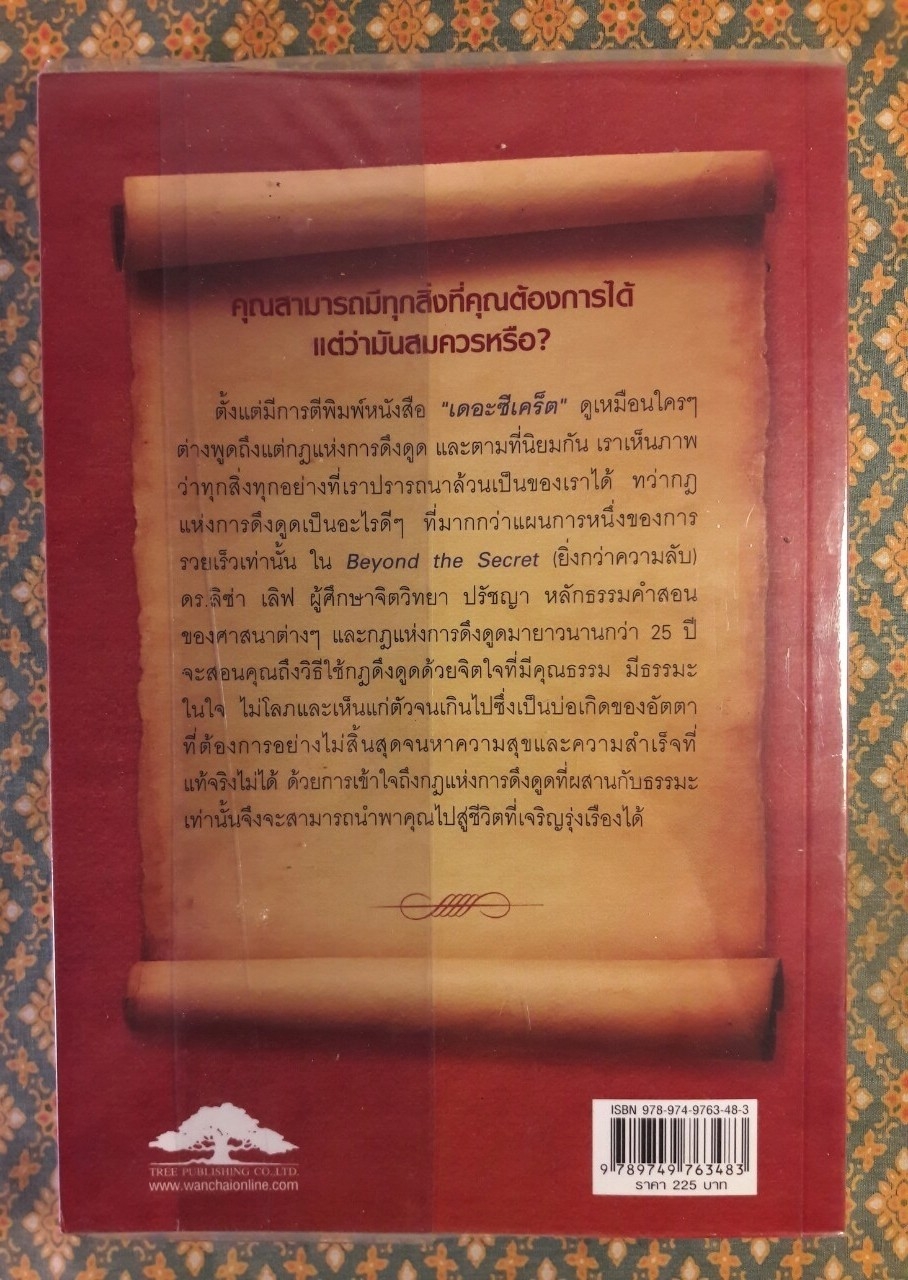 คุณสามารถมีทุกสิ่งที่คุณต้องการได้
แต่ว่ามันสมควรหรือ?
ตั้งแต่มีการตีพิมพ์หนังสือ "เดอะซีเคร็ต" ดูเหมือนใครๆ
ต่างพูดถึงแต่กฎแห่งการดึงดูด และตามที่นิยมกัน เราเห็นภาพ
ว่าทุกสิ่งทุกอย่างที่เราปรารถนาล้วนเป็นของเราได้ ทว่ากฎ
แห่งการดึงดูดเป็นอะไรดีๆ ที่มากกว่าแผนการหนึ่งของการ
รวยเร็วเท่านั้น ใน Beyond the Secret (ยิ่งกว่าความลับ)
ดร.ลิซ่า เลิฟ ผู้ศึกษาจิตวิทยา ปรัชญา หลักธรรมคำสอน
ของศาสนาต่างๆ และกฎแห่งการดึงดูดมายาวนานกว่า 25 ปี
จะสอนคุณถึงวิธีใช้กฎดึงดูดด้วยจิตใจที่มีคุณธรรม มีธรรมะ
ในใจ ไม่โลภและเห็นแก่ตัวจนเกินไปซึ่งเป็นบ่อเกิดของอัตตา
ที่ต้องการอย่างไม่สิ้นสุดจนหาความสุขและความสำเร็จที่
แท้จริงไม่ได้ ด้วยการเข้าใจถึงกฎแห่งการดึงดูดที่ผสานกับธรรมะ
เท่านั้นจึงจะสามารถนำพาคุณไปสู่ชีวิตที่เจริญรุ่งเรืองได้
TREE PUBLISHING CO.,LTD.
www.wanchaionline.com
ISBN 978-974-9763-48-3
9 789749 763483
ราคา 225 บาท